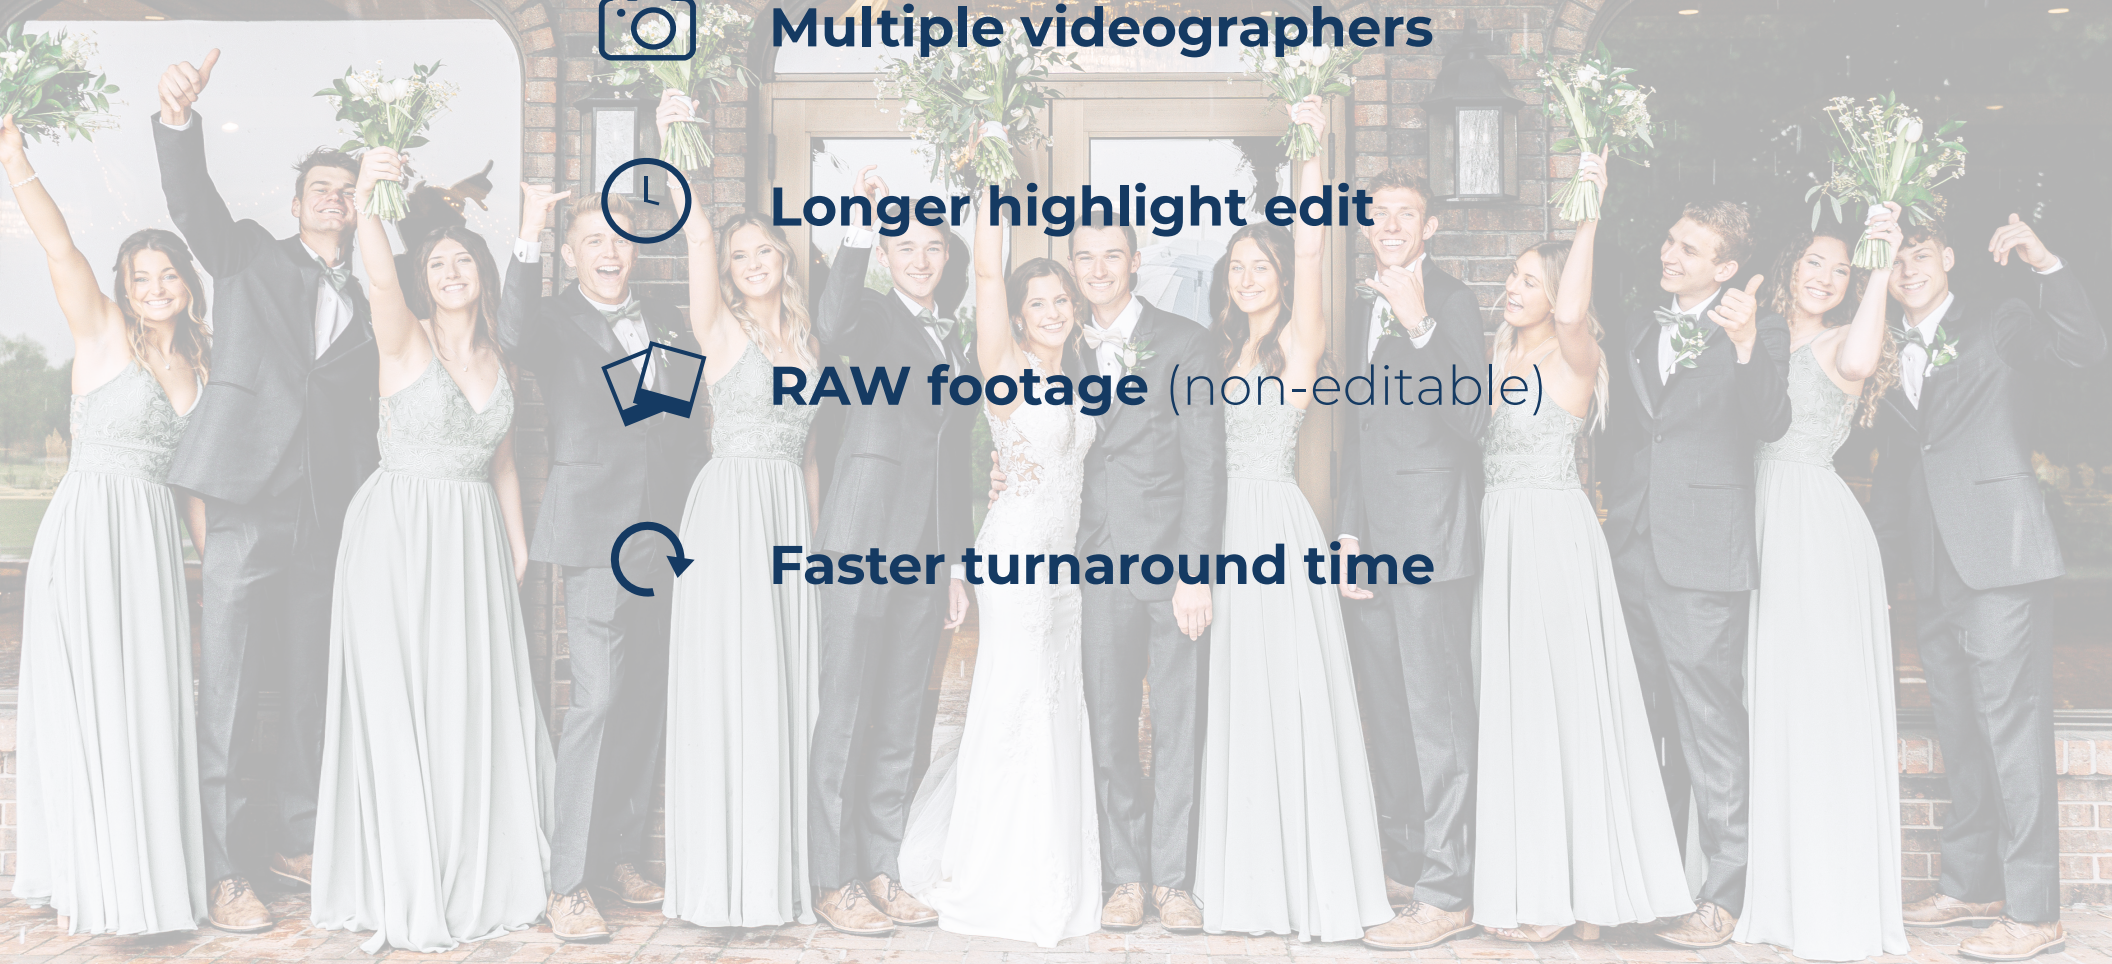 Multiple videographers
Longer highlight edit
RAW footage (non-editable)
Faster turnaround time